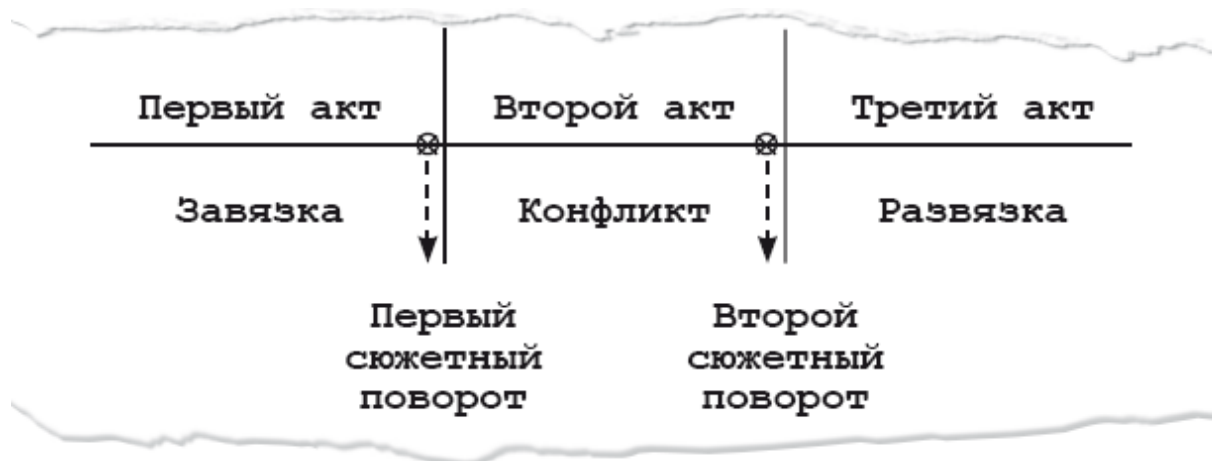 Первый акт Второй акт Третий акт
Завязка Конфликт Развязка
Первый Второй
сюжетный сюжетный
поворот поворот